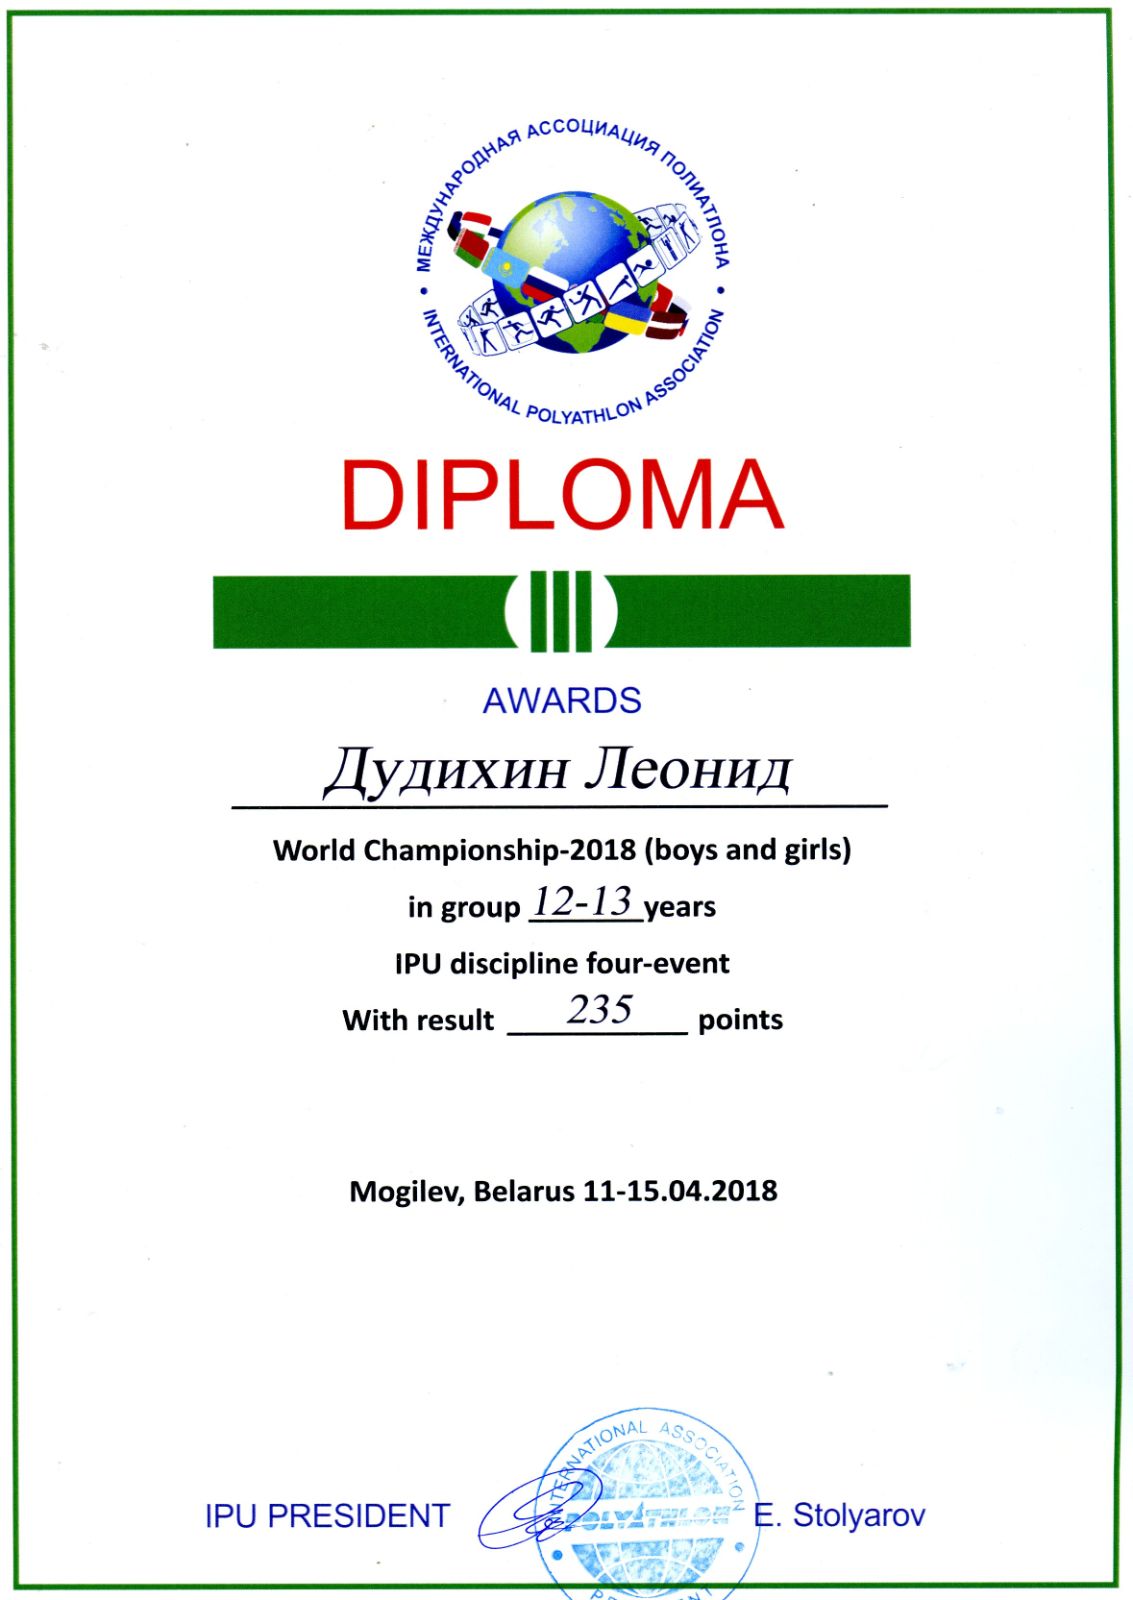 МЕЖДУНАРОДНАЯ АССОЦИАЦИЯ ПОЛИАТЛОНА
INTERNATIONAL POLYATHLON ASSOCIATION
DIPLOMA
AWARDS
Дудихин Леонид
World Championship-2018 (boys and girls)
in group 12-13 years
IPU discipline four-event
With result 235 points
Mogilev, Belarus 11-15.04.2018
INTERNATIONAL ASSOCIATION
POLYATHLON
IPU PRESIDENT E. Stolyarov